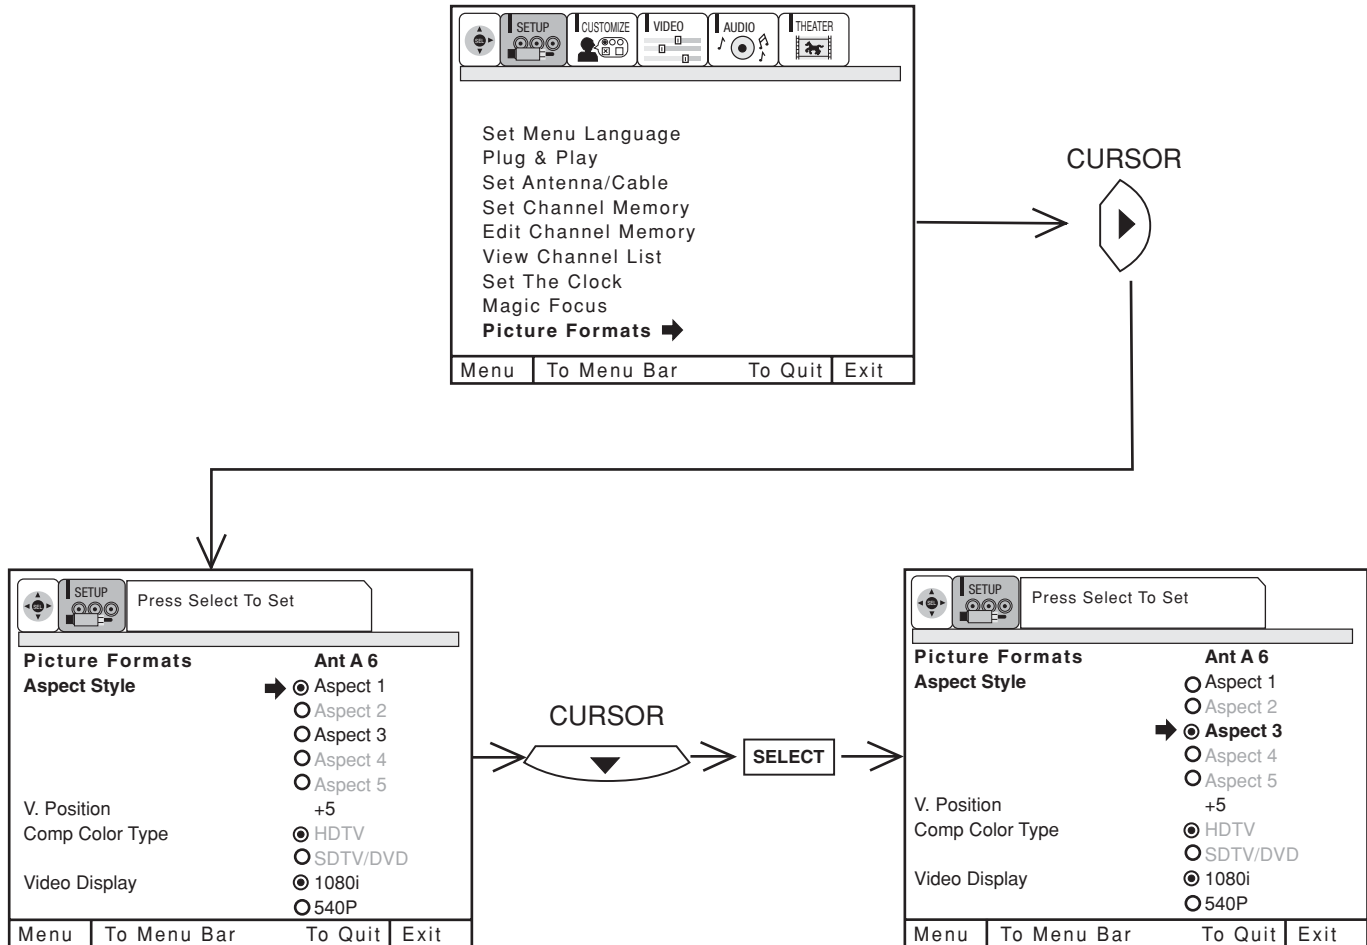 SEL SETUP CUSTOMIZE VIDEO AUDIO THEATER
Set Menu Language
Plug & Play
Set Antenna/Cable
Set Channel Memory
Edit Channel Memory
View Channel List
Set The Clock
Magic Focus
Picture Formats
Menu To Menu Bar To Quit Exit
CURSOR
SEL SETUP Press Select To Set
Picture Formats Ant A 6
Aspect Style Aspect 1
Aspect 2
Aspect 3
Aspect 4
Aspect 5
V. Position +5
Comp Color Type HDTV
SDTV/DVD
Video Display 1080i
540P
Menu To Menu Bar To Quit Exit
CURSOR
SELECT
SEL SETUP Press Select To Set
Picture Formats Ant A 6
Aspect Style Aspect 1
Aspect 2
Aspect 3
Aspect 4
Aspect 5
V. Position +5
Comp Color Type HDTV
SDTV/DVD
Video Display 1080i
540P
Menu To Menu Bar To Quit Exit